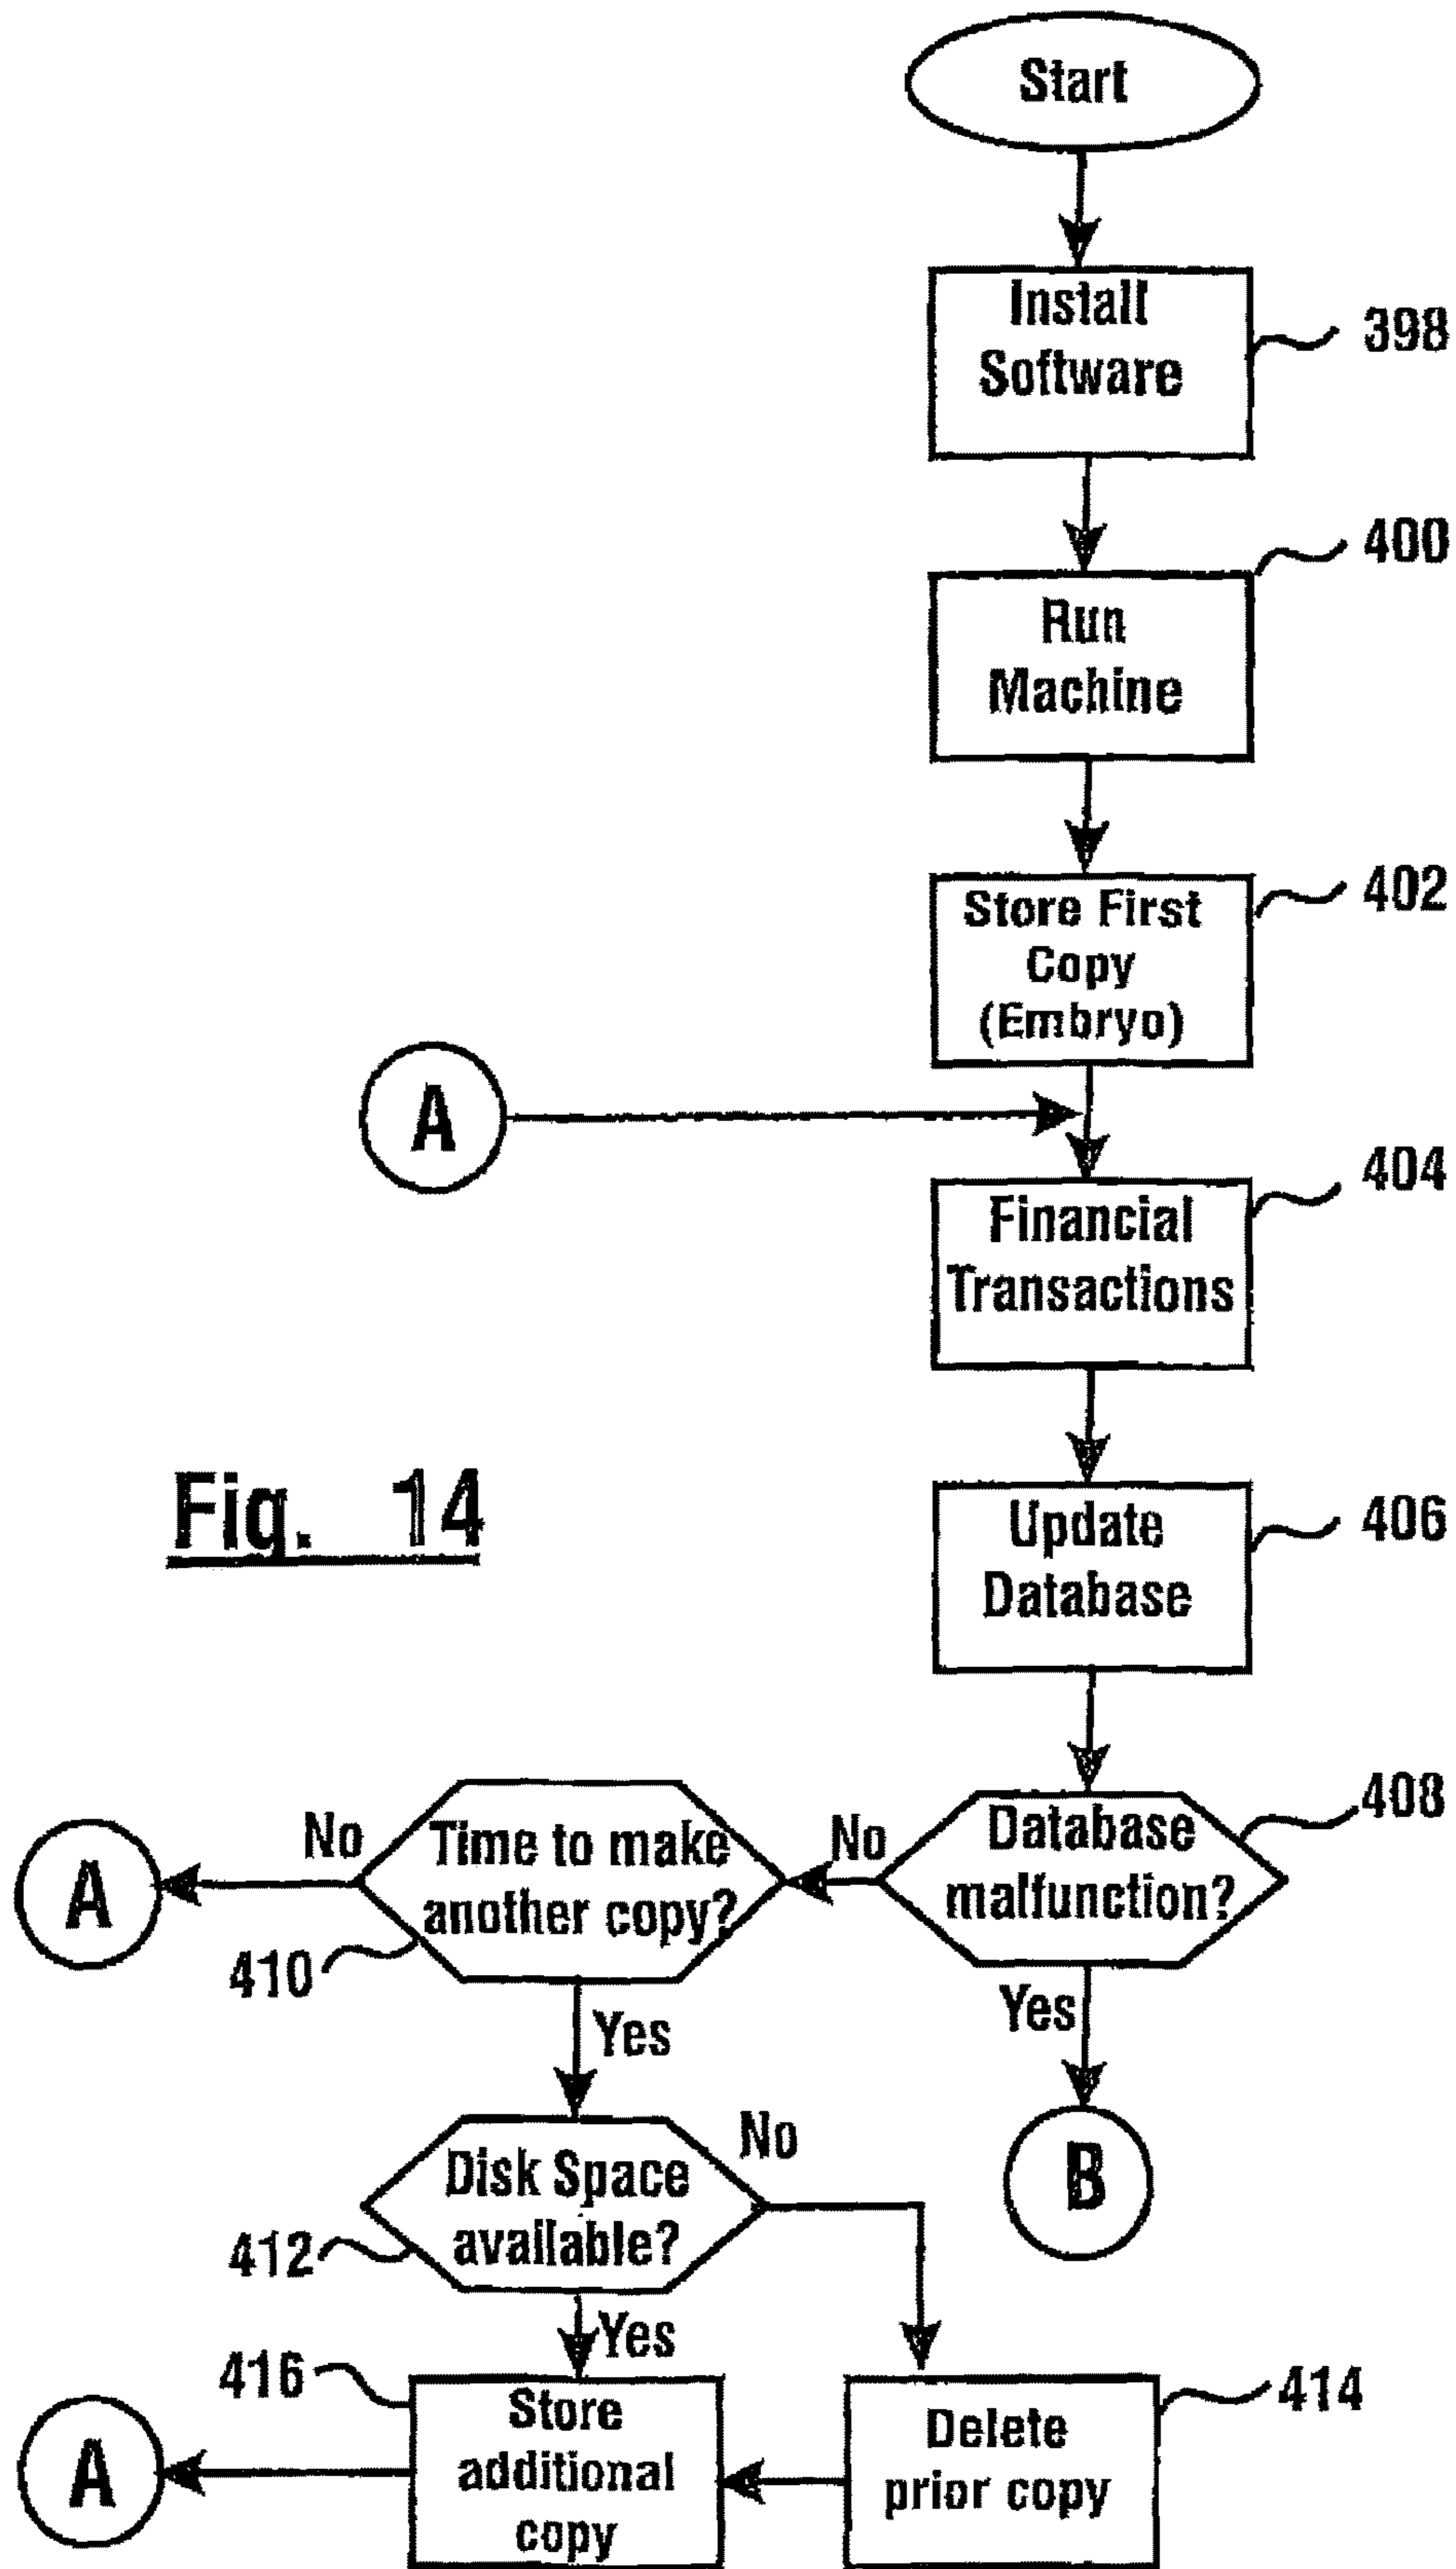 Start
Install
Software
398
400
Run
Machine
402
Store First
Copy
(Embryo)
A
404
Financial
Transactions
Fig. 14
406
Update
Database
408
Database
malfunction?
No
Yes
B
Time to make
another copy?
410
No
A
Yes
Disk Space
available?
412
No
Yes
416
Store
additional
copy
A
414
Delete
prior copy